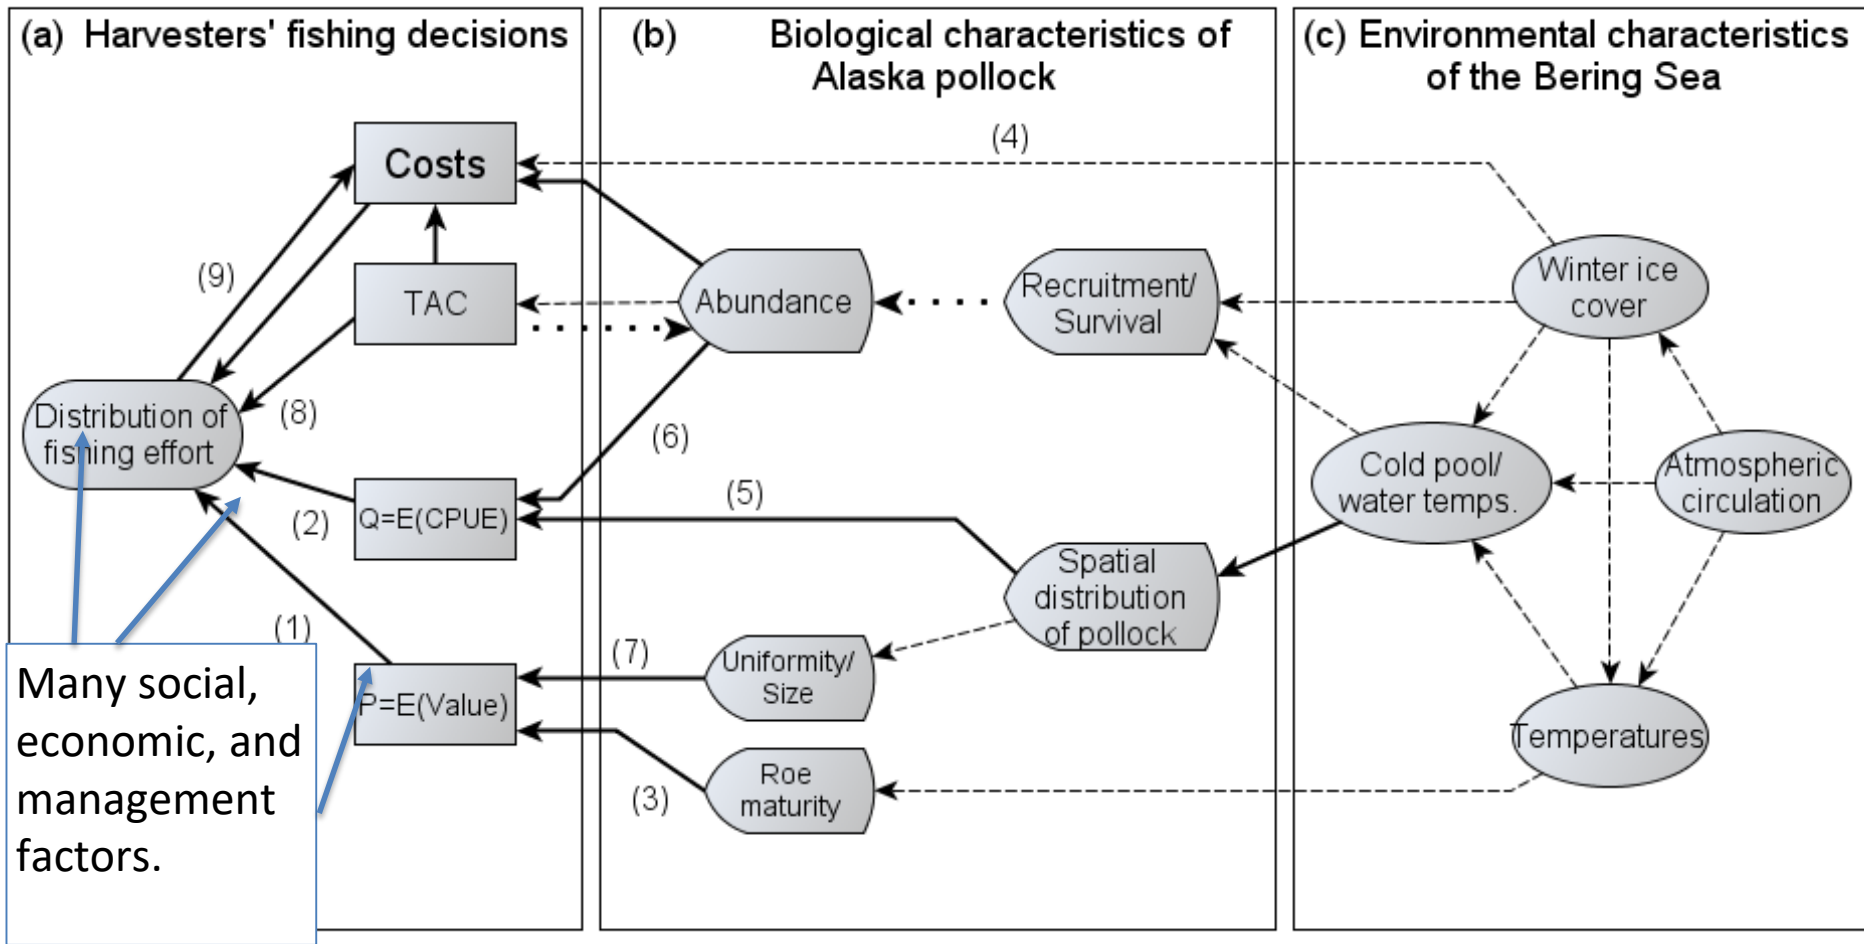 (a) Harvesters' fishing decisions
(b) Biological characteristics of
Alaska pollock
(c) Environmental characteristics
of the Bering Sea
Costs
TAC
Distribution of
fishing effort
Q=E(CPUE)
P=E(Value)
(9)
(8)
(2)
(1)
Many social,
economic, and
management
factors.
(4)
Abundance
Recruitment/
Survival
(6)
(5)
Spatial
distribution
of pollock
(7)
Uniformity/
Size
(3)
Roe
maturity
Winter ice
cover
Cold pool/
water temps.
Atmospheric
circulation
Temperatures